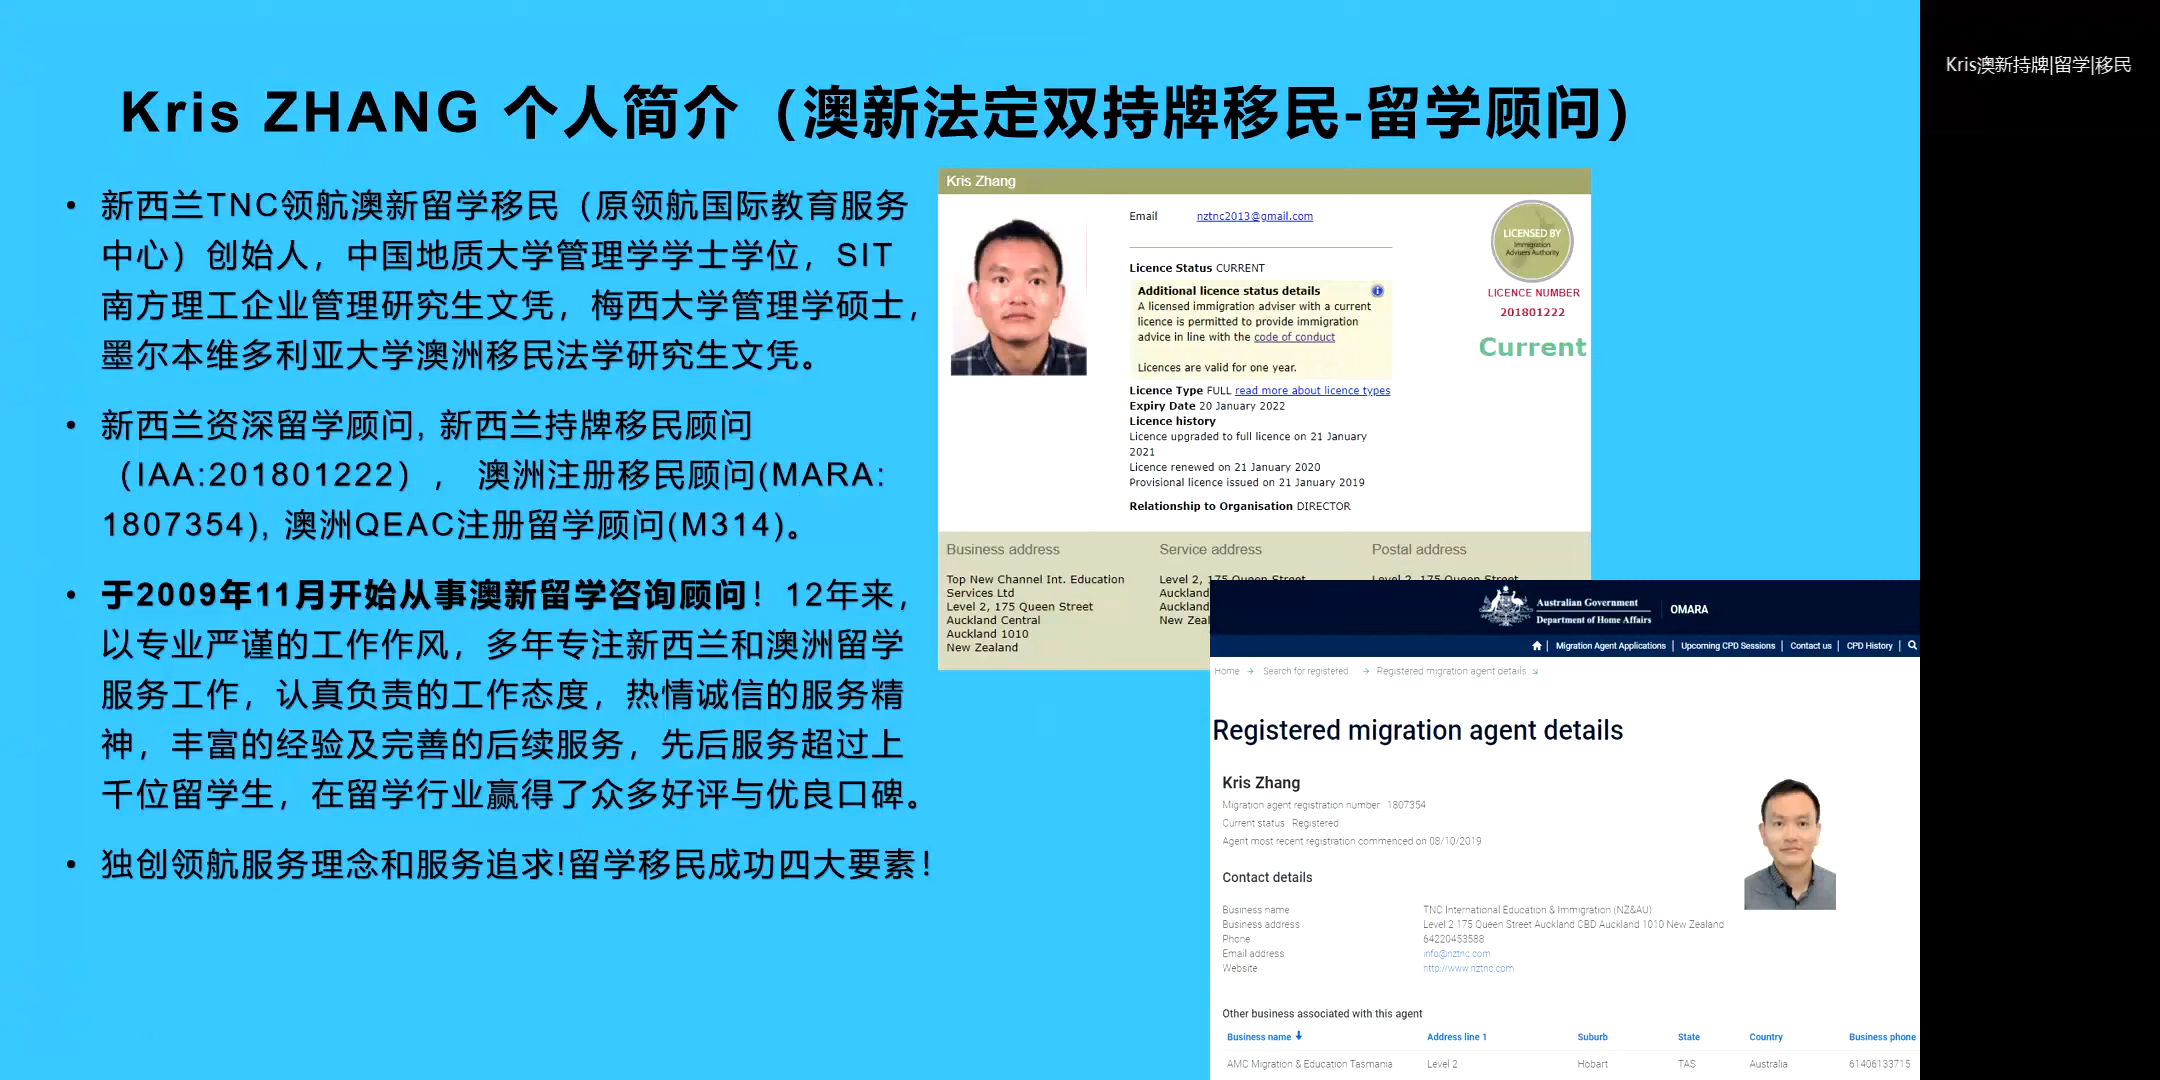 Kris ZHANG 个人简介（澳新法定双持牌移民-留学顾问）
Kris澳新持牌|留学|移民
• 新西兰TNC领航澳新留学移民（原领航国际教育服务
中心）创始人，中国地质大学管理学学士学位，SIT
南方理工企业管理研究生文凭，梅西大学管理学硕士，
墨尔本维多利亚大学澳洲移民法学研究生文凭。
• 新西兰资深留学顾问, 新西兰持牌移民顾问
（IAA:201801222）， 澳洲注册移民顾问(MARA:
1807354), 澳洲QEAC注册留学顾问(M314)。
• 于2009年11月开始从事澳新留学咨询顾问！12年来，
以专业严谨的工作作风，多年专注新西兰和澳洲留学
服务工作，认真负责的工作态度，热情诚信的服务精
神，丰富的经验及完善的后续服务，先后服务超过上
千位留学生，在留学行业赢得了众多好评与优良口碑。
• 独创领航服务理念和服务追求!留学移民成功四大要素！
Kris Zhang
Email nztnc2013@gmail.com
Licence Status CURRENT
Additional licence status details
A licensed immigration adviser with a current
licence is permitted to provide immigration
advice in line with the code of conduct
Licences are valid for one year.
Licence Type FULL read more about licence types
Expiry Date 20 January 2022
Licence history
Licence upgraded to full licence on 21 January
2021
Licence renewed on 21 January 2020
Provisional licence issued on 21 January 2019
Relationship to Organisation DIRECTOR
LICENSED BY
Immigration
Advisers Authority
LICENCE NUMBER
201801222
Current
Business address
Top New Channel Int. Education
Services Ltd
Level 2, 175 Queen Street
Auckland Central
Auckland 1010
New Zealand
Service address
Level 2, 175 Queen Street
Auckland
Auckland
New Zeal
Postal address
Level 2, 175 Queen Street
Australian Government
Department of Home Affairs
OMARA
Migration Agent Applications | Upcoming CPD Sessions | Contact us | CPD History |
Home → Search for registered. → Registered migration agent details
Registered migration agent details
Kris Zhang
Migration agent registration number 1807354
Current status: Registered
Agent most recent registration commenced on 08/10/2019
Contact details
Business name TNC International Education & Immigration (NZ&AU)
Business address Level 2 175 Queen Street Auckland CBD Auckland 1010 New Zealand
Phone 64220453588
Email address info@nztnc.com
Website http://www.nztnc.com
Other business associated with this agent
Business name Address line 1 Suburb State Country Business phone
AMC Migration & Education Tasmania Level 2 Hobart TAS Australia 61406133715